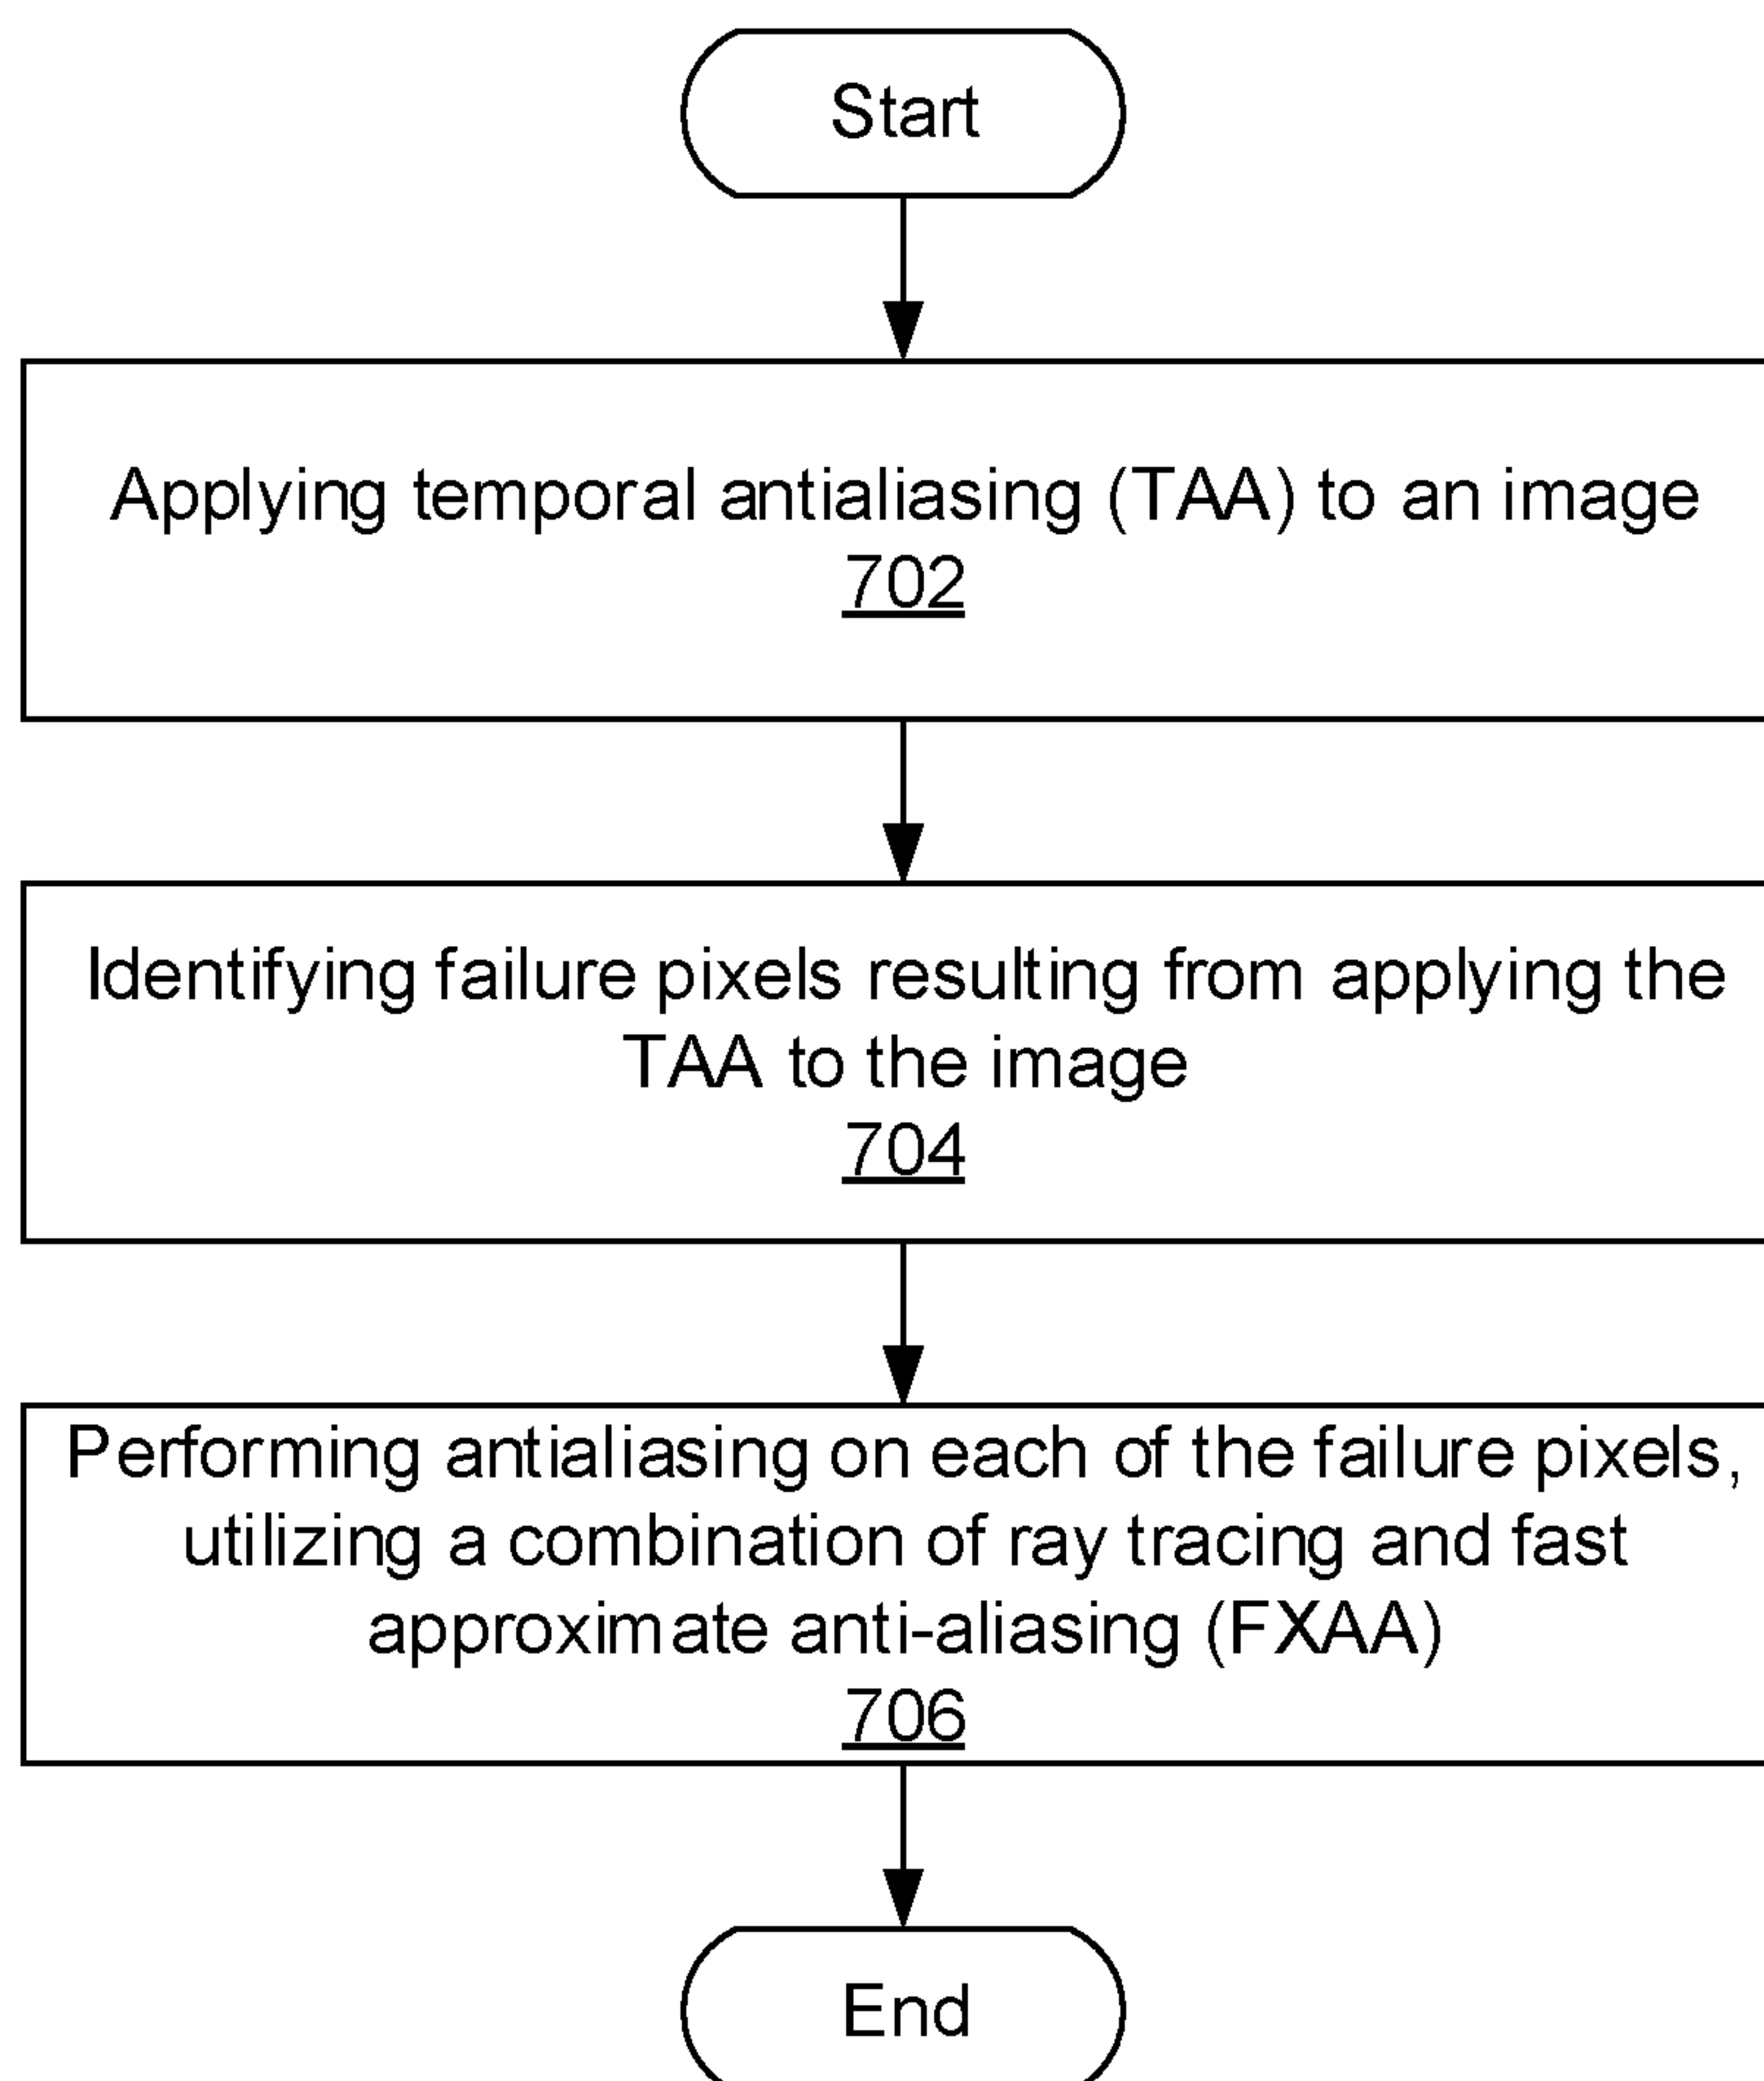 Start
Applying temporal antialiasing (TAA) to an image
702
Identifying failure pixels resulting from applying the
TAA to the image
704
Performing antialiasing on each of the failure pixels,
utilizing a combination of ray tracing and fast
approximate anti-aliasing (FXAA)
706
End